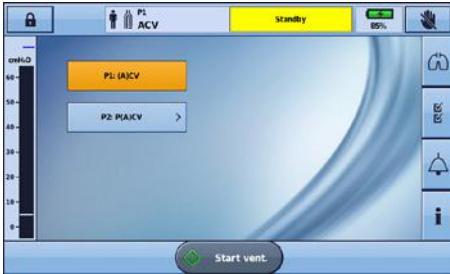 P1
ACV
Standby
85%
cmH₂O
60
50
40
30
20
10
0
P1: (A)CV
P2: P(A)CV
i
Start vent.